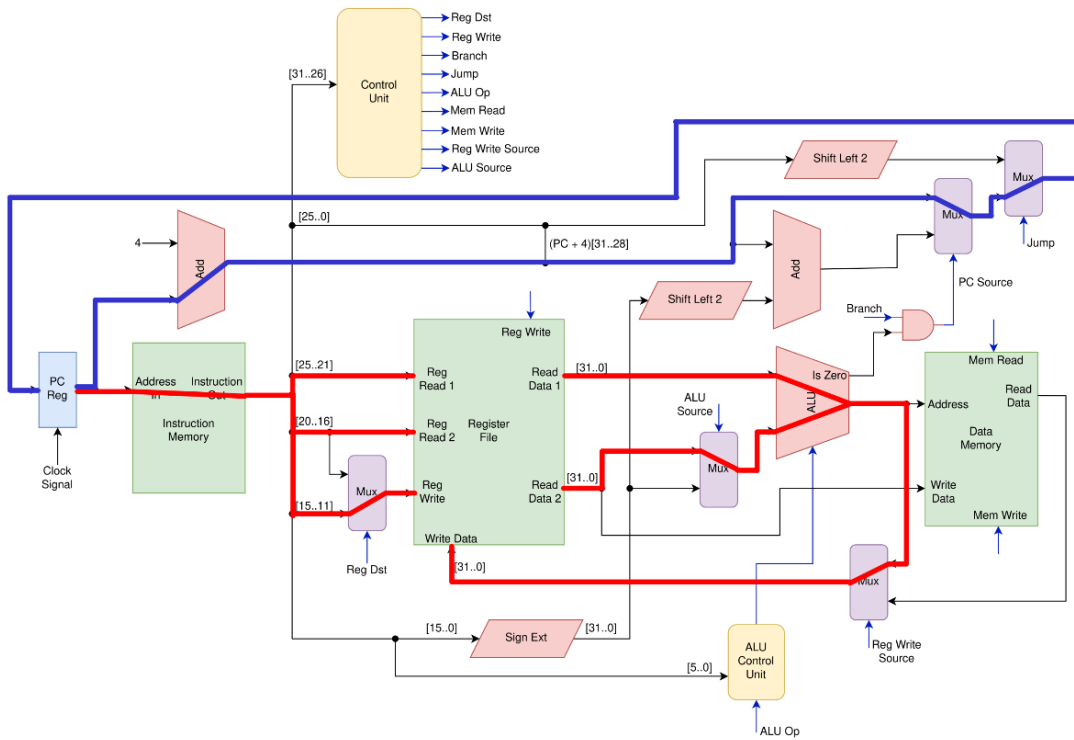 Reg Dst
Reg Write
Branch
Jump
ALU Op
Mem Read
Mem Write
Reg Write Source
ALU Source
Control
Unit
[31..26]
Shift Left 2
Mux
Jump
Mux
PC Source
[25..0]
(PC + 4)[31..28]
4
Add
Add
Shift Left 2
Branch
PC
Reg
Clock
Signal
Address
In
Instruction
Out
Instruction
Memory
[25..21]
[20..16]
[15..11]
Mux
Reg Dst
Reg Write
Reg
Read 1
Reg
Read 2
Reg
Write
Register
File
Read
Data 1
Read
Data 2
Write Data
[31..0]
[31..0]
[31..0]
ALU
Source
Mux
Is Zero
ALU
Mem Read
Address
Read
Data
Data
Memory
Write
Data
Mem Write
Mux
Reg Write
Source
[15..0]
Sign Ext
[31..0]
[5..0]
ALU
Control
Unit
ALU Op